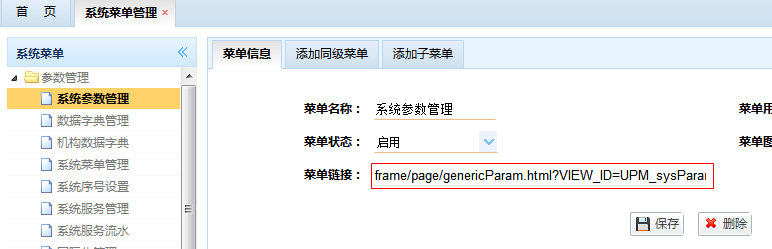 首 页 系统菜单管理 ×
系统菜单
参数管理
系统参数管理
数据字典管理
机构数据字典
系统菜单管理
系统序号设置
系统服务管理
系统服务流水
菜单信息 添加同级菜单 添加子菜单
菜单名称： 系统参数管理 菜单用
菜单状态： 启用 菜单图
菜单链接： frame/page/genericParam.html?VIEW_ID=UPM_sysParan
保存 删除